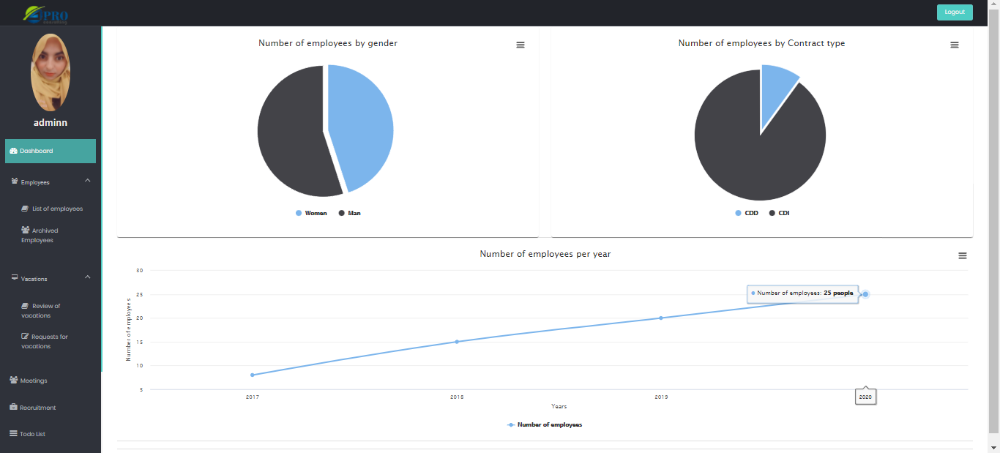 PRO
Logout
adminn
Dashboard
Employees
List of employees
Archived
Employees
Vacations
Review of
vacations
Requests for
vacations
Meetings
Recruitment
Todo List
Number of employees by gender
Women
Man
Number of employees by Contract type
CDD
CDI
Number of employees per year
Number of employees
30
25
20
15
10
5
Number of employees: 25 people
2017
2018
2019
2020
Years
Number of employees